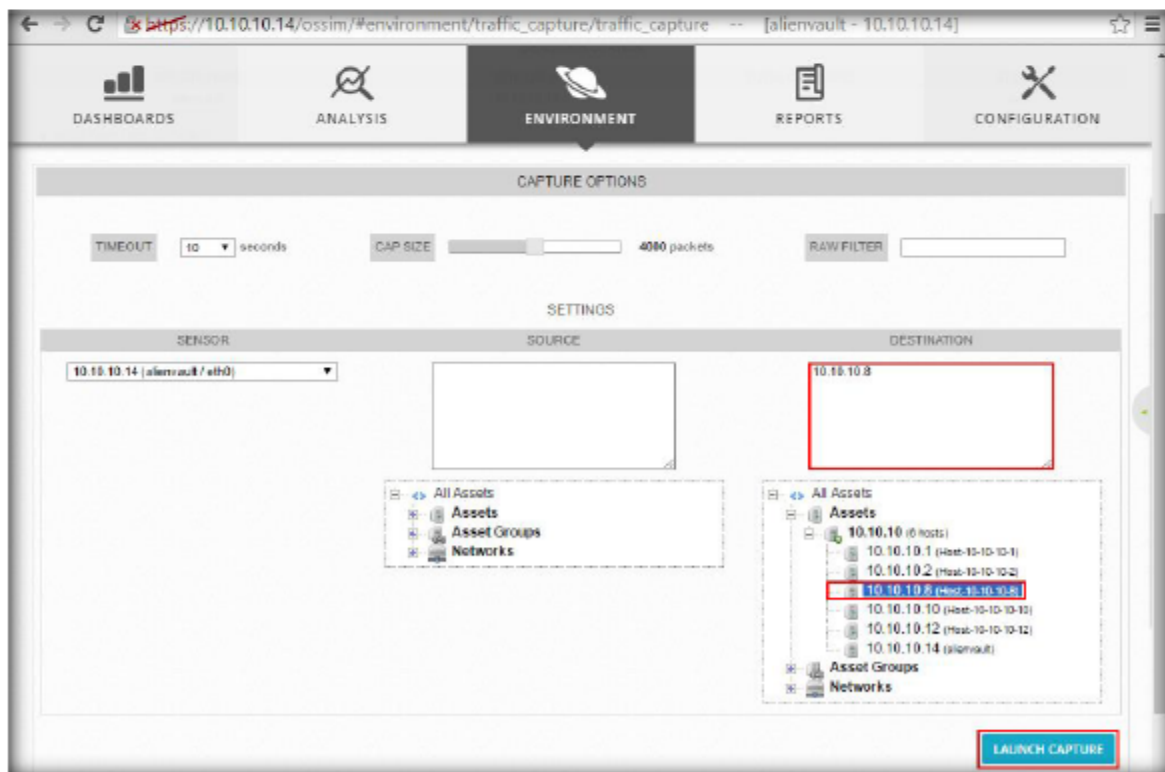 https://10.10.10.14/ossim/#environment/traffic_capture/traffic_capture -- [alienvault - 10.10.10.14]
DASHBOARDS ANALYSIS ENVIRONMENT REPORTS CONFIGURATION
CAPTURE OPTIONS
TIMEOUT 10 seconds CAP SIZE 4000 packets RAW FILTER
SETTINGS
SENSOR SOURCE DESTINATION
10.10.10.14 (alienvault / eth0) 10.10.10.8
All Assets All Assets
Assets Assets
Asset Groups 10.10.10 (6 hosts)
Networks 10.10.10.1 (Host-10-10-10-1)
10.10.10.2 (Host-10-10-10-2)
10.10.10.8 (Host-10-10-10-8)
10.10.10.10 (Host-10-10-10-10)
10.10.10.12 (Host-10-10-10-12)
10.10.10.14 (alienvault)
Asset Groups
Networks
LAUNCH CAPTURE